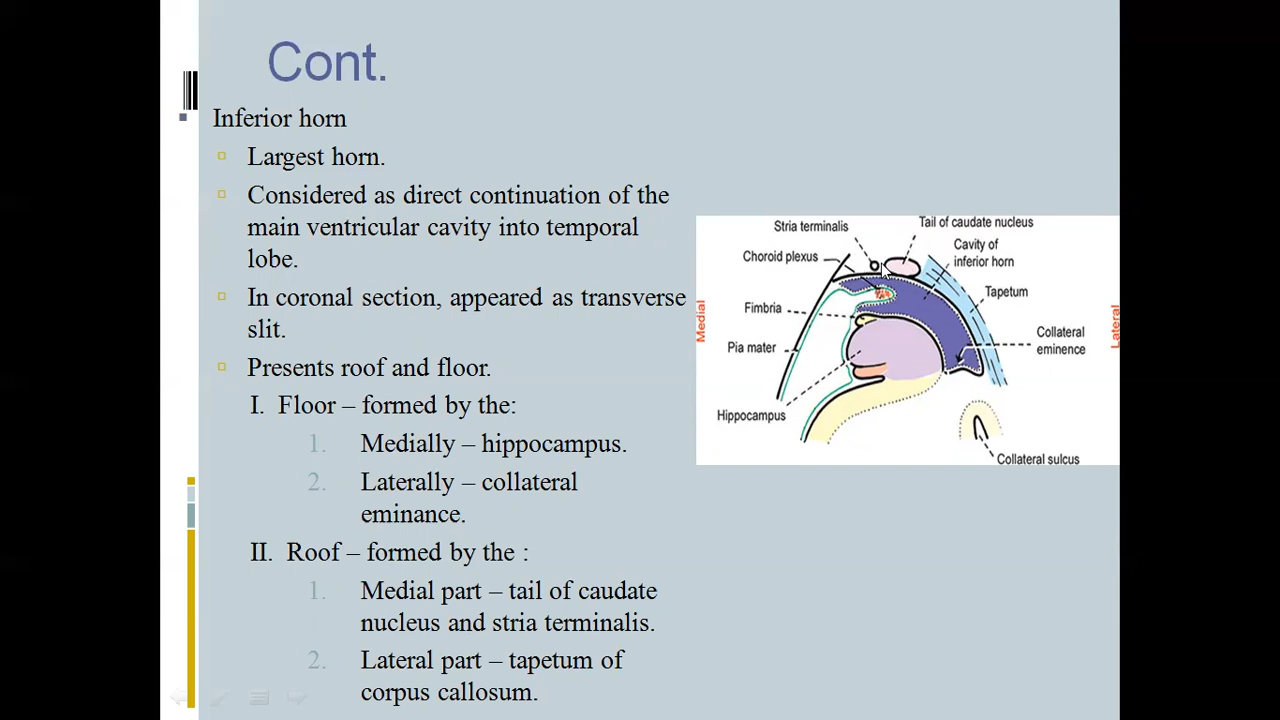 Cont.
Inferior horn
Largest horn.
Considered as direct continuation of the
main ventricular cavity into temporal
lobe.
In coronal section, appeared as transverse
slit.
Presents roof and floor.
I. Floor – formed by the:
1. Medially – hippocampus.
2. Laterally – collateral
eminance.
II. Roof – formed by the :
1. Medial part – tail of caudate
nucleus and stria terminalis.
2. Lateral part – tapetum of
corpus callosum.
Stria terminalis
Tail of caudate nucleus
Choroid plexus
Cavity of
inferior horn
Tapetum
Fimbria
Medial
Lateral
Pia mater
Collateral
eminence
Hippocampus
Collateral sulcus